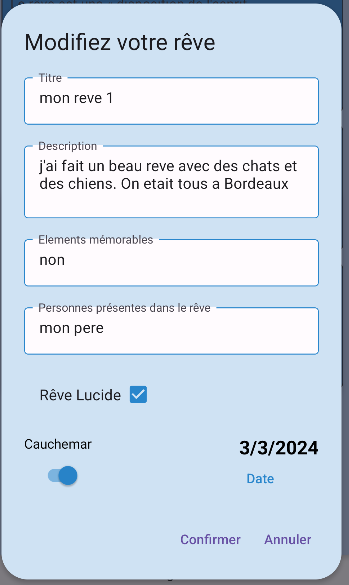 Modifiez votre rêve
Titre
mon reve 1
Description
j'ai fait un beau reve avec des chats et
des chiens. On etait tous a Bordeaux
Elements mémorables
non
Personnes présentes dans le rêve
mon pere
Rêve Lucide
Cauchemar
3/3/2024
Date
Confirmer
Annuler